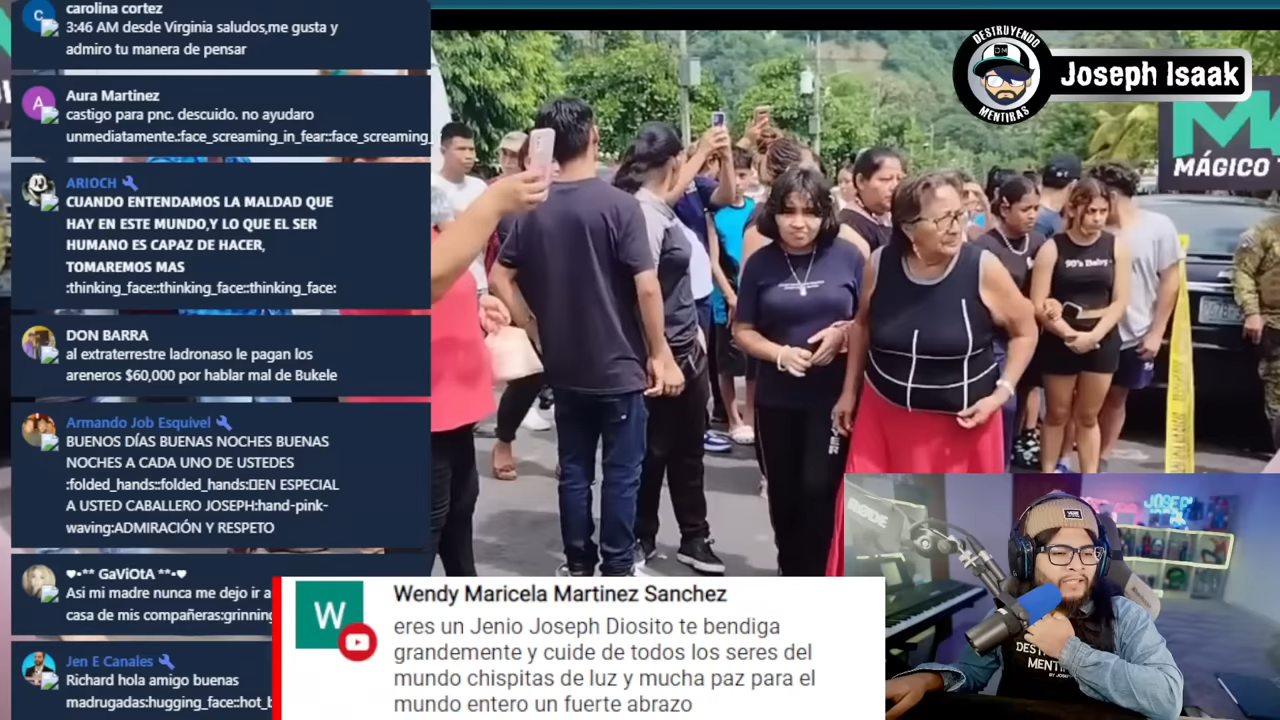 carolina cortez
3:46 AM desde Virginia saludos,me gusta y
admiro tu manera de pensar
Aura Martinez
castigo para pnc. descuido. no ayudaro
unmediatamente.:face_screaming_in_fear::face_screaming_
ARIOCH
CUANDO ENTENDAMOS LA MALDAD QUE
HAY EN ESTE MUNDO,Y LO QUE EL SER
HUMANO ES CAPAZ DE HACER,
TOMAREMOS MAS
:thinking_face::thinking_face::thinking_face:
DON BARRA
al extraterrestre ladronaso le pagan los
areneros $60,000 por hablar mal de Bukele
Armando Job Esquivel
BUENOS DÍAS BUENAS NOCHES BUENAS
NOCHES A CADA UNO DE USTEDES
:folded_hands::folded_hands:EN ESPECIAL
A USTED CABALLERO JOSEPH:hand-pink-
waving:ADMIRACIÓN Y RESPETO
♥•** GaViOtA **•♥
Asi mi madre nunca me dejo ir a
casa de mis compañeras:grinning
Jen E Canales
Richard hola amigo buenas
madrugadas:hugging_face::hot_b
DESTRUYENDO
DM
MENTIRAS
Joseph Isaak
MÁGICO
90's Baby
Wendy Maricela Martinez Sanchez
eres un Jenio Joseph Diosito te bendiga
grandemente y cuide de todos los seres del
mundo chispitas de luz y mucha paz para el
mundo entero un fuerte abrazo
W
RØDE
JOSEPH